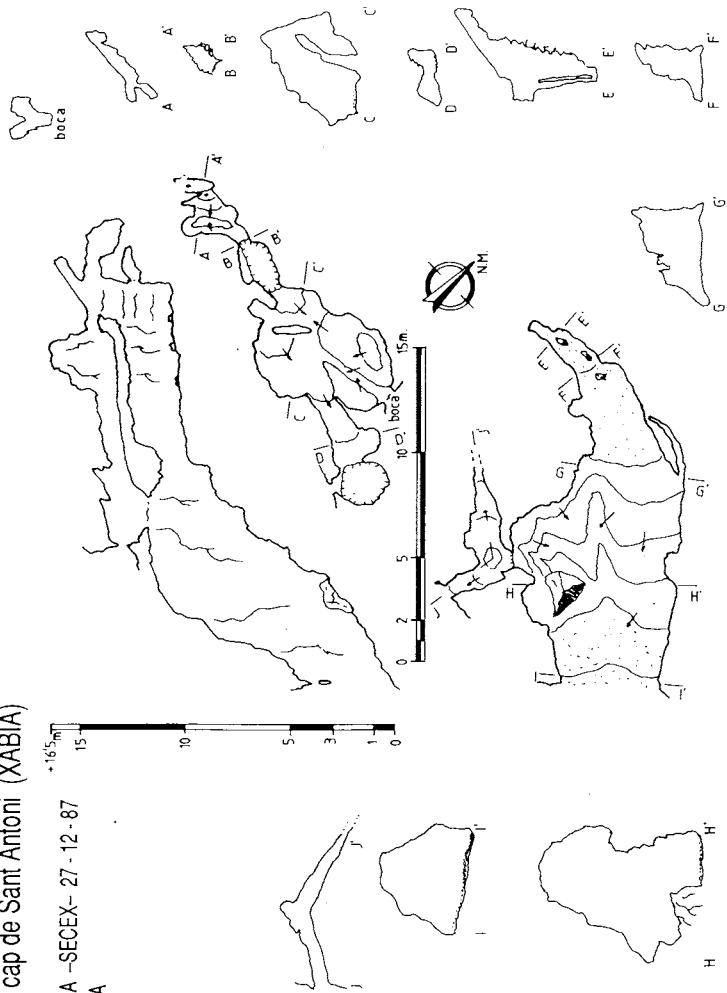 cap de Sant Antoni (XABIA)
A -SECEX- 27 - 12 - 87
A
boca
A A'
B B'
C C'
D D'
E E'
F F'
G G'
A A'
B B'
C C'
D
boca
N.M.
0 2 5 10 15 m.
+16'5m
15
10
5
3
1
0
E E'
F F'
G G'
H H'
I I'
J J'
J J'
I I'
H H'